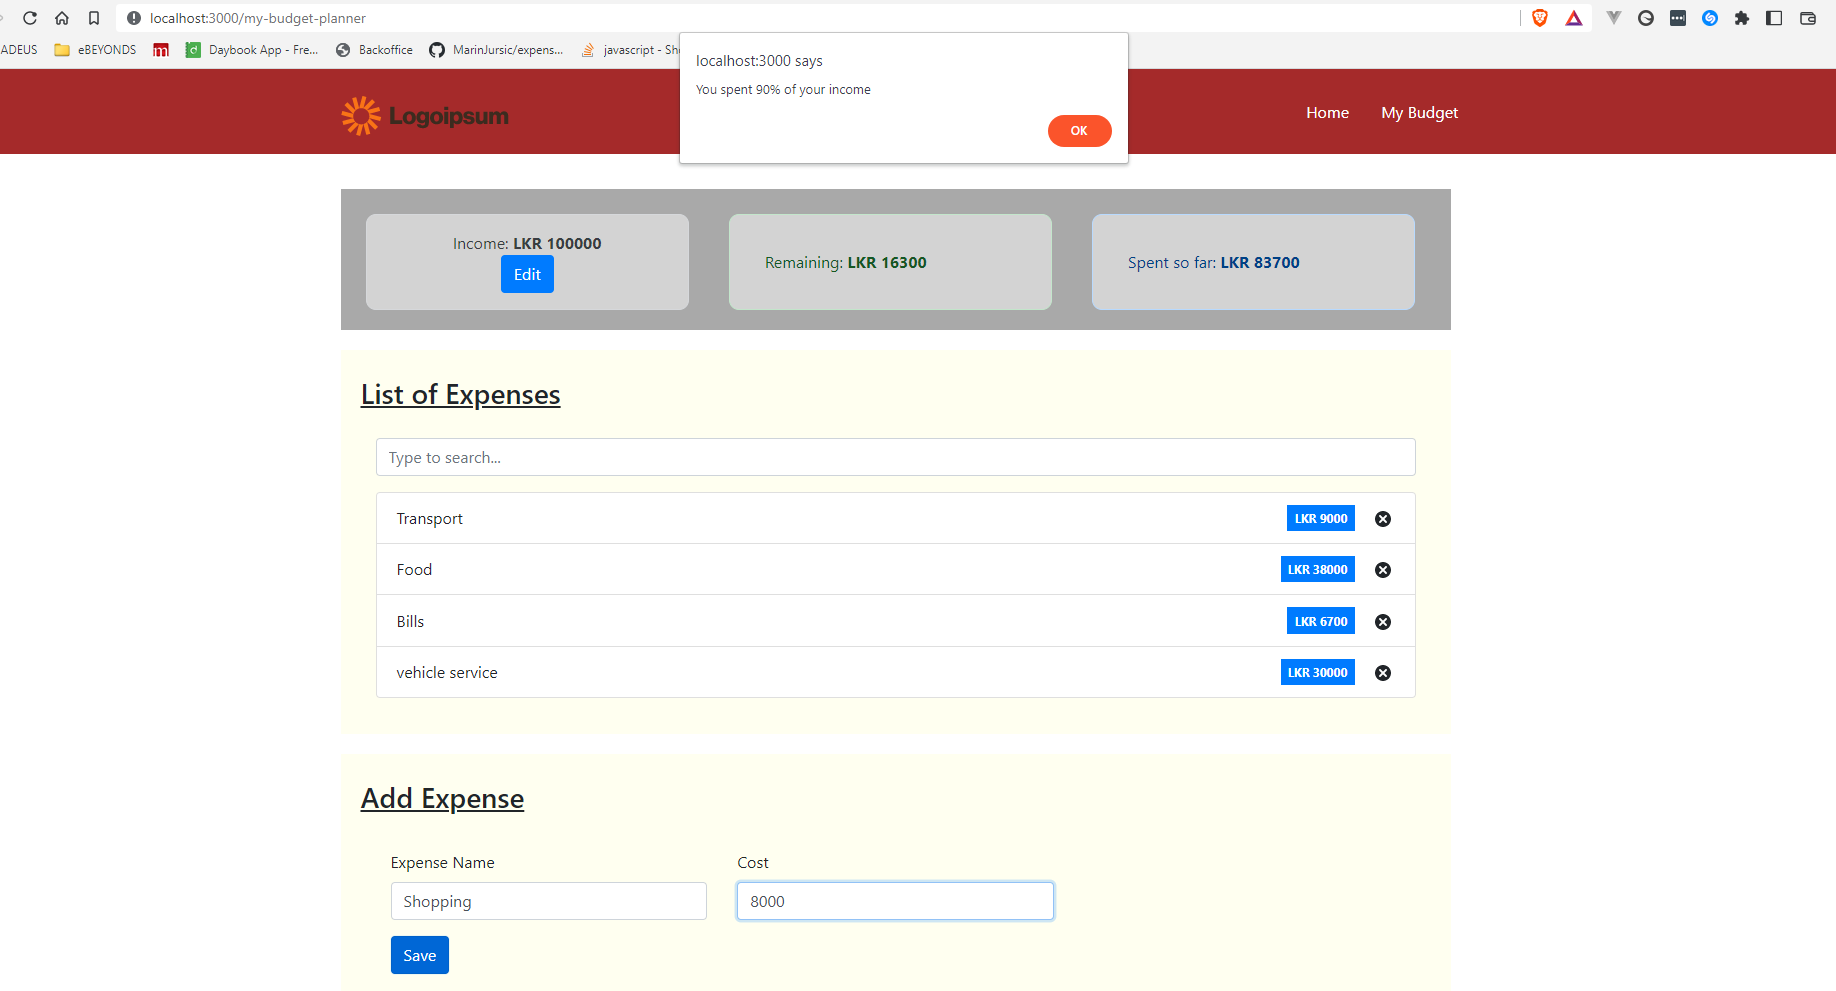 localhost:3000/my-budget-planner
ADEUS eBEYONDS Daybook App - Fre... Backoffice MarinJursic/expens... javascript - Sh
localhost:3000 says
You spent 90% of your income
OK
Logoipsum
Home My Budget
Income: LKR 100000
Edit
Remaining: LKR 16300
Spent so far: LKR 83700
List of Expenses
Type to search...
Transport LKR 9000
Food LKR 38000
Bills LKR 6700
vehicle service LKR 30000
Add Expense
Expense Name Cost
Shopping 8000
Save